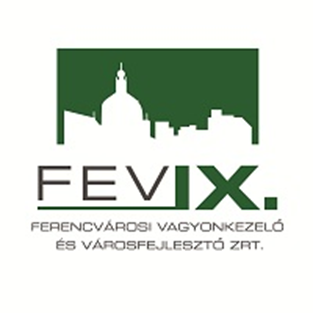 FEVIX.
FERENCVÁROSI VAGYONKEZELŐ
ÉS VÁROSFEJLESZTŐ ZRT.